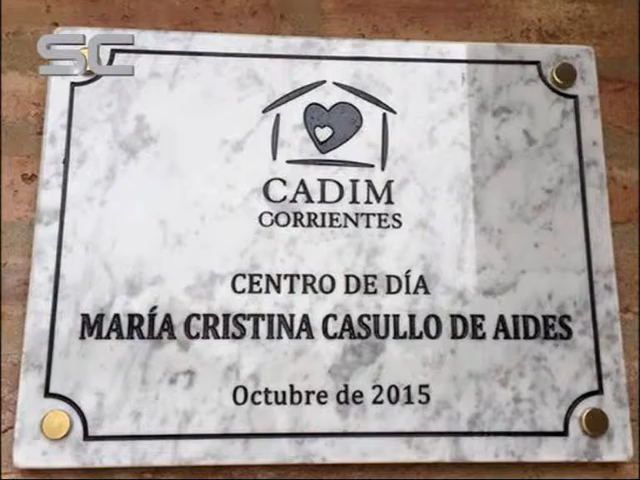 SC
CADIM
CORRIENTES
CENTRO DE DÍA
MARÍA CRISTINA CASULLO DE AIDES
Octubre de 2015